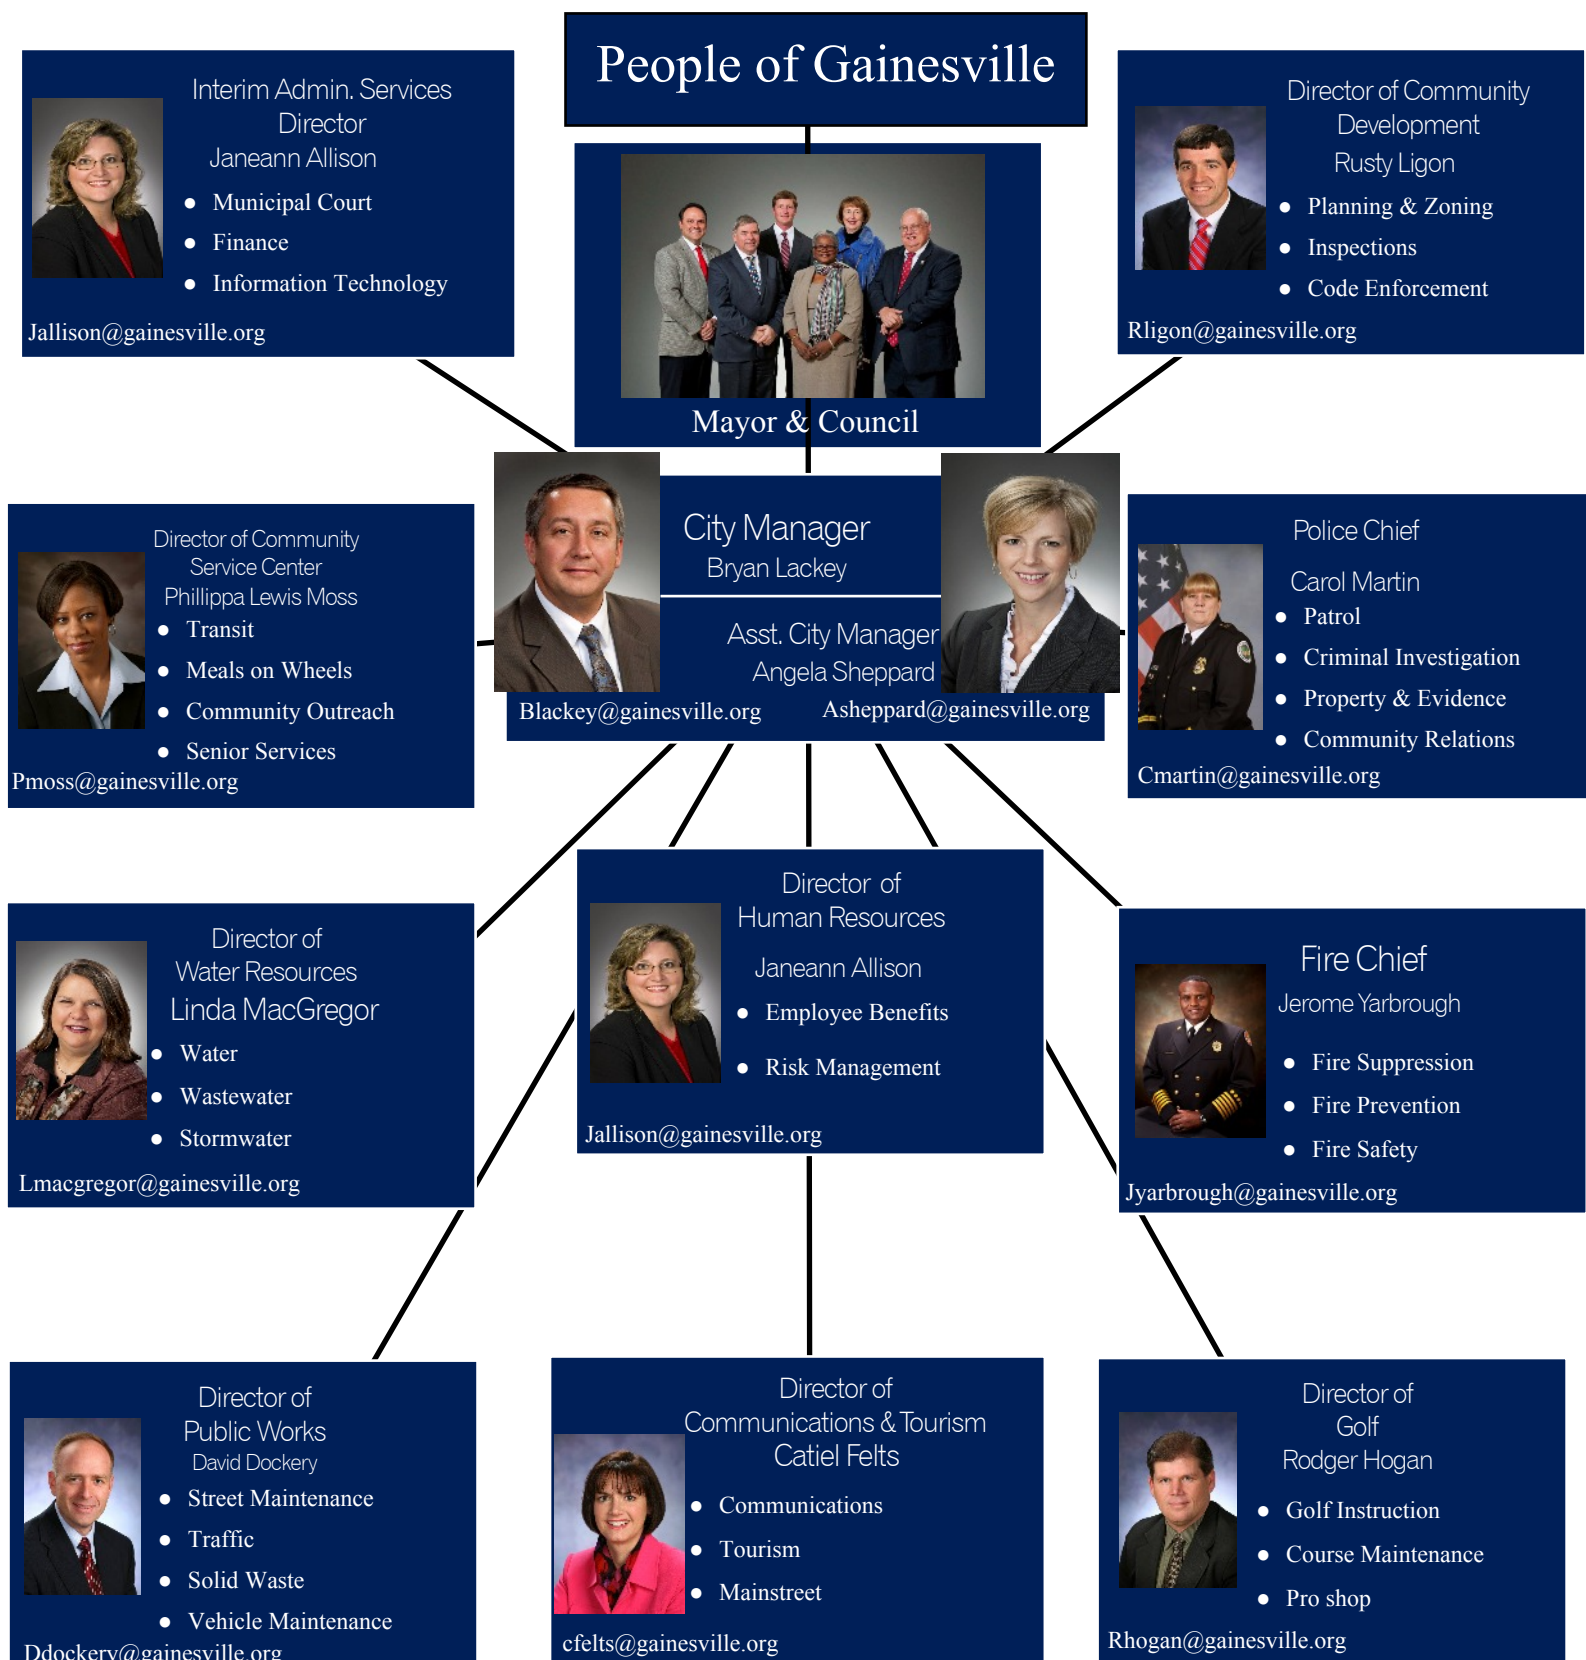 People of Gainesville
Interim Admin. Services
Director
Janeann Allison
● Municipal Court
● Finance
● Information Technology
Jallison@gainesville.org
Mayor & Council
Director of Community
Development
Rusty Ligon
● Planning & Zoning
● Inspections
● Code Enforcement
Rligon@gainesville.org
Director of Community
Service Center
Phillippa Lewis Moss
● Transit
● Meals on Wheels
● Community Outreach
● Senior Services
Pmoss@gainesville.org
City Manager
Bryan Lackey
Asst. City Manager
Angela Sheppard
Blackey@gainesville.org
Asheppard@gainesville.org
Police Chief
Carol Martin
● Patrol
● Criminal Investigation
● Property & Evidence
● Community Relations
Cmartin@gainesville.org
Director of
Water Resources
Linda MacGregor
● Water
● Wastewater
● Stormwater
Lmacgregor@gainesville.org
Director of
Human Resources
Janeann Allison
● Employee Benefits
● Risk Management
Jallison@gainesville.org
Fire Chief
Jerome Yarbrough
● Fire Suppression
● Fire Prevention
● Fire Safety
Jyarbrough@gainesville.org
Director of
Public Works
David Dockery
● Street Maintenance
● Traffic
● Solid Waste
● Vehicle Maintenance
Ddockery@gainesville.org
Director of
Communications & Tourism
Catiel Felts
● Communications
● Tourism
● Mainstreet
cfelts@gainesville.org
Director of
Golf
Rodger Hogan
● Golf Instruction
● Course Maintenance
● Pro shop
Rhogan@gainesville.org